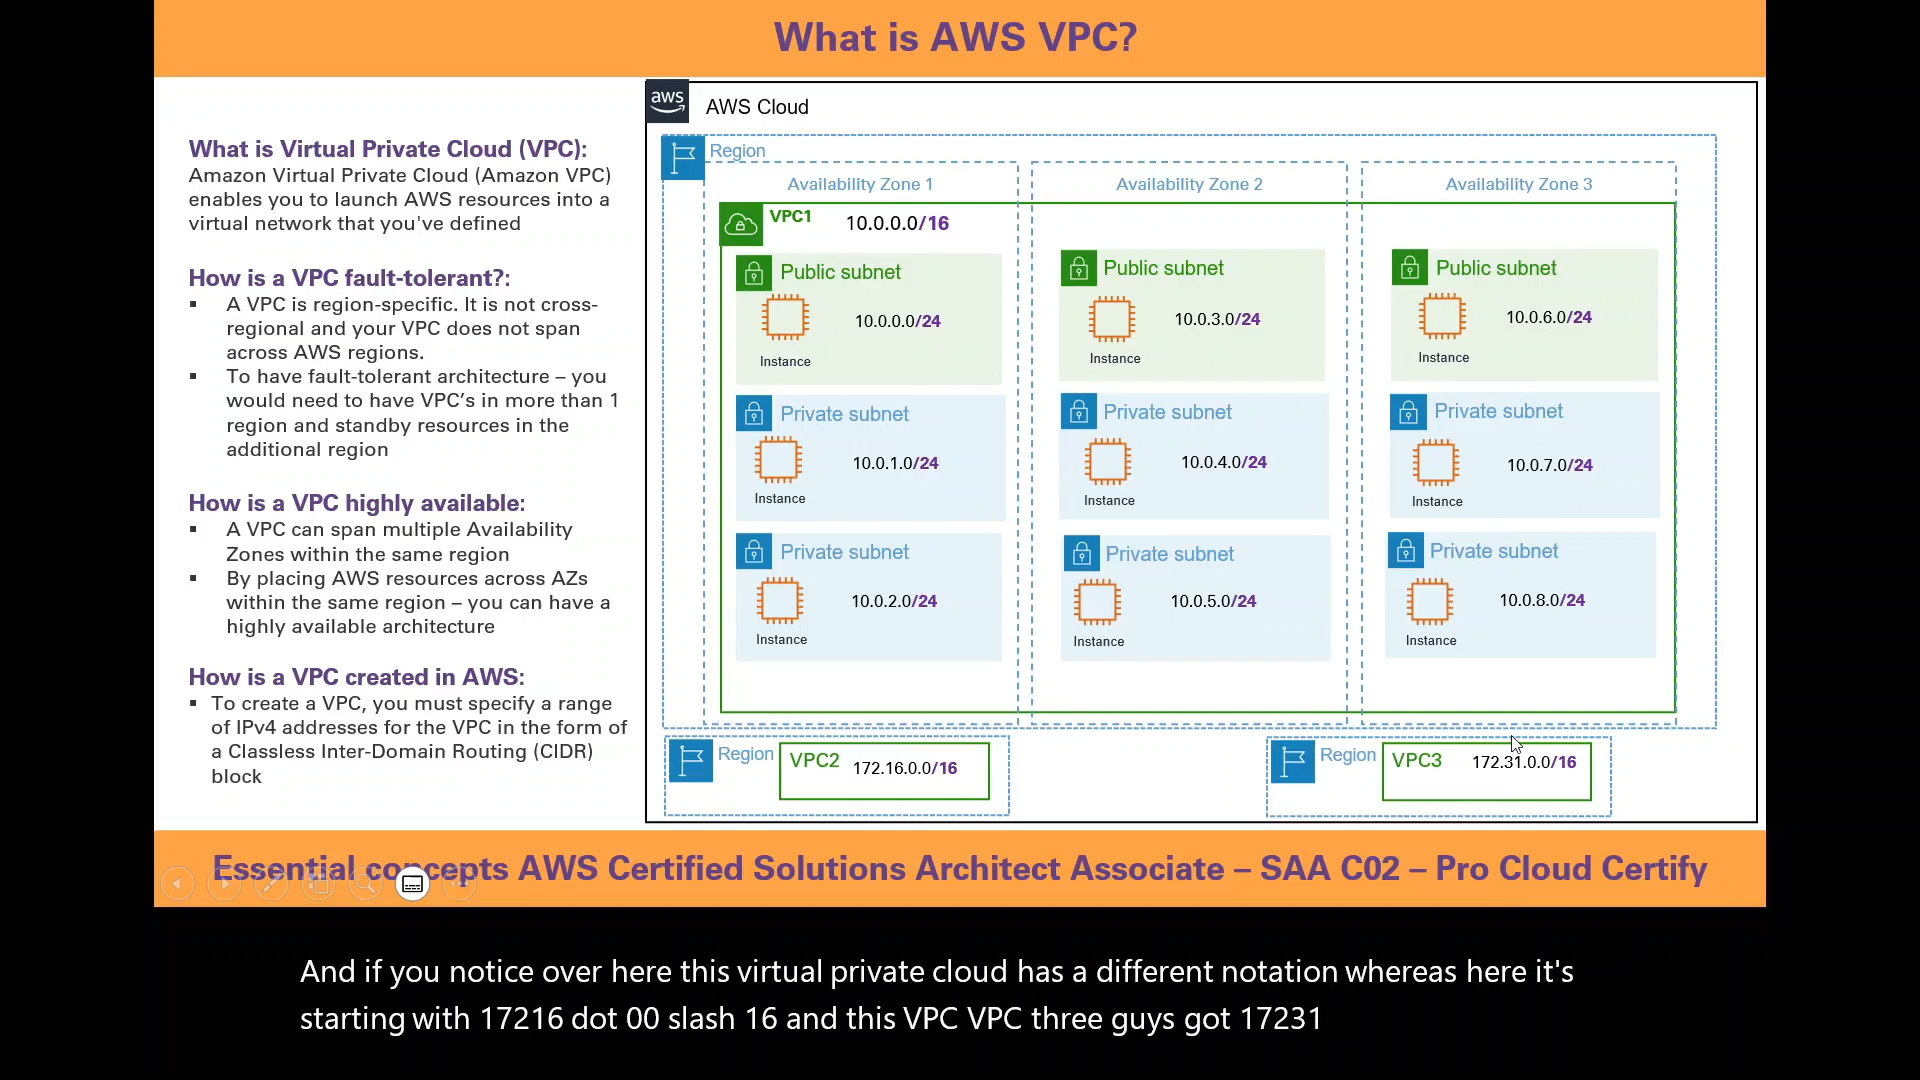 What is AWS VPC?
What is Virtual Private Cloud (VPC):
Amazon Virtual Private Cloud (Amazon VPC)
enables you to launch AWS resources into a
virtual network that you've defined
How is a VPC fault-tolerant?:
▪ A VPC is region-specific. It is not cross-
regional and your VPC does not span
across AWS regions.
▪ To have fault-tolerant architecture – you
would need to have VPC’s in more than 1
region and standby resources in the
additional region
How is a VPC highly available:
▪ A VPC can span multiple Availability
Zones within the same region
▪ By placing AWS resources across AZs
within the same region – you can have a
highly available architecture
How is a VPC created in AWS:
▪ To create a VPC, you must specify a range
of IPv4 addresses for the VPC in the form of
a Classless Inter-Domain Routing (CIDR)
block
aws
AWS Cloud
Region
Availability Zone 1
Availability Zone 2
Availability Zone 3
VPC1 10.0.0.0/16
Public subnet
10.0.0.0/24
Instance
Public subnet
10.0.3.0/24
Instance
Public subnet
10.0.6.0/24
Instance
Private subnet
10.0.1.0/24
Instance
Private subnet
10.0.4.0/24
Instance
Private subnet
10.0.7.0/24
Instance
Private subnet
10.0.2.0/24
Instance
Private subnet
10.0.5.0/24
Instance
Private subnet
10.0.8.0/24
Instance
Region
VPC2 172.16.0.0/16
Region
VPC3 172.31.0.0/16
Essential concepts AWS Certified Solutions Architect Associate – SAA C02 – Pro Cloud Certify
And if you notice over here this virtual private cloud has a different notation whereas here it's
starting with 17216 dot 00 slash 16 and this VPC VPC three guys got 17231